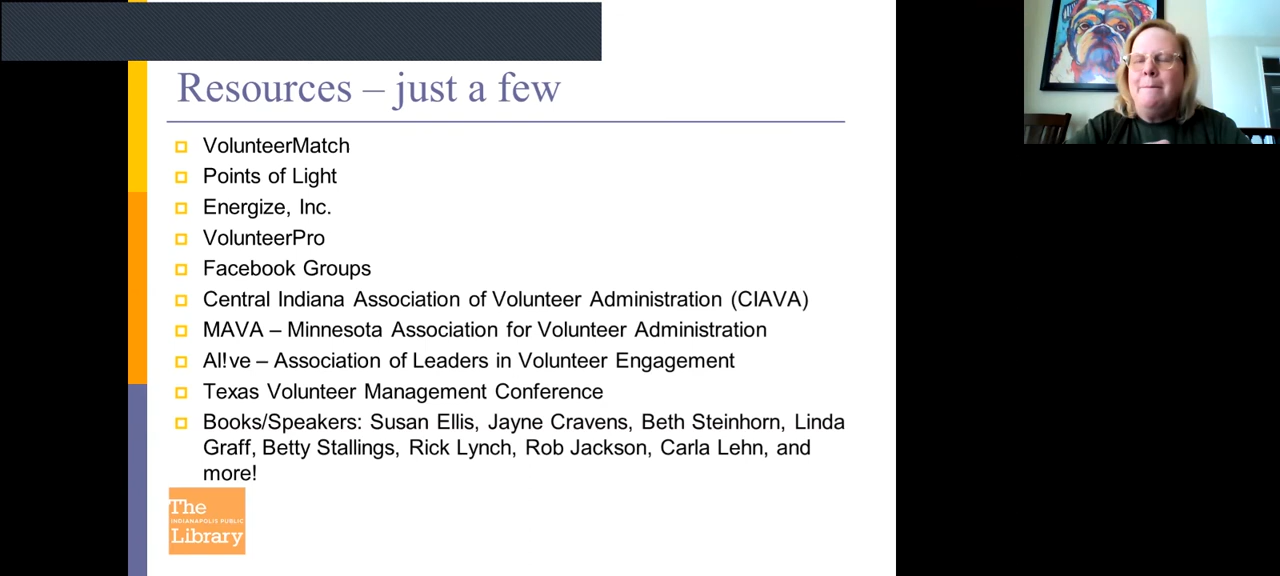 Resources – just a few
VolunteerMatch
Points of Light
Energize, Inc.
VolunteerPro
Facebook Groups
Central Indiana Association of Volunteer Administration (CIAVA)
MAVA – Minnesota Association for Volunteer Administration
Al!ve – Association of Leaders in Volunteer Engagement
Texas Volunteer Management Conference
Books/Speakers: Susan Ellis, Jayne Cravens, Beth Steinhorn, Linda
Graff, Betty Stallings, Rick Lynch, Rob Jackson, Carla Lehn, and
more!
The
INDIANAPOLIS PUBLIC
Library